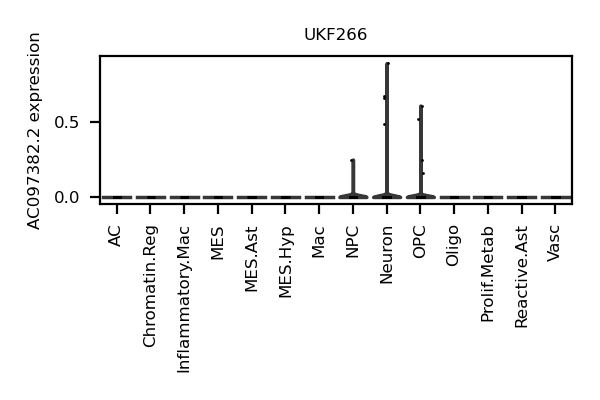 UKF266
AC097382.2 expression
0.5
0.0
AC
Chromatin.Reg
Inflammatory.Mac
MES
MES.Ast
MES.Hyp
Mac
NPC
Neuron
OPC
Oligo
Prolif.Metab
Reactive.Ast
Vasc